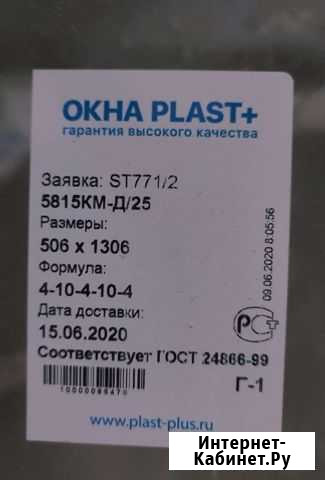 ОКНА PLAST+
гарантия высокого качества
Заявка: ST771/2
5815КМ-Д/25
Размеры:
506 x 1306
Формула:
4-10-4-10-4
Дата доставки:
15.06.2020
09.06.2020 8:05:56
Соответствует ГОСТ 24866-99
Г-1
www.plast-plus.ru
Интернет-
Кабинет.Ру